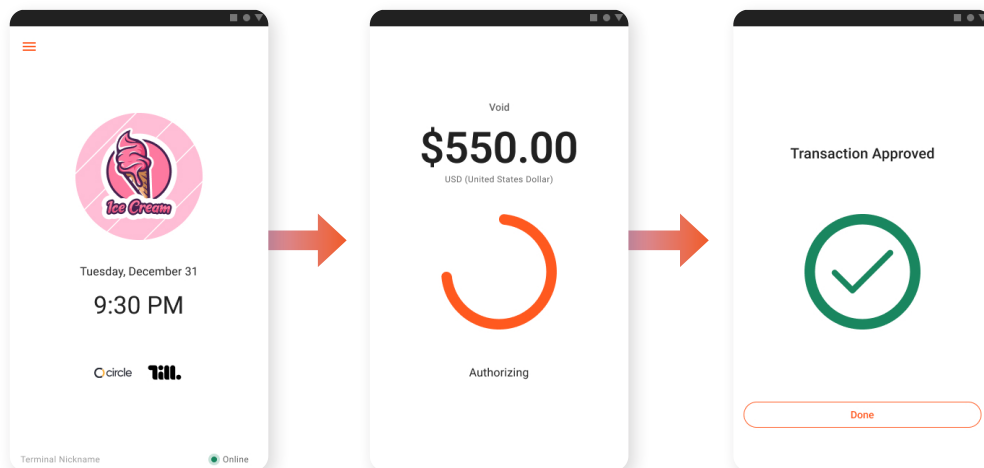 Ice Cream
Tuesday, December 31
9:30 PM
circle
Till.
Terminal Nickname
Online
Void
$550.00
USD (United States Dollar)
Authorizing
Transaction Approved
Done